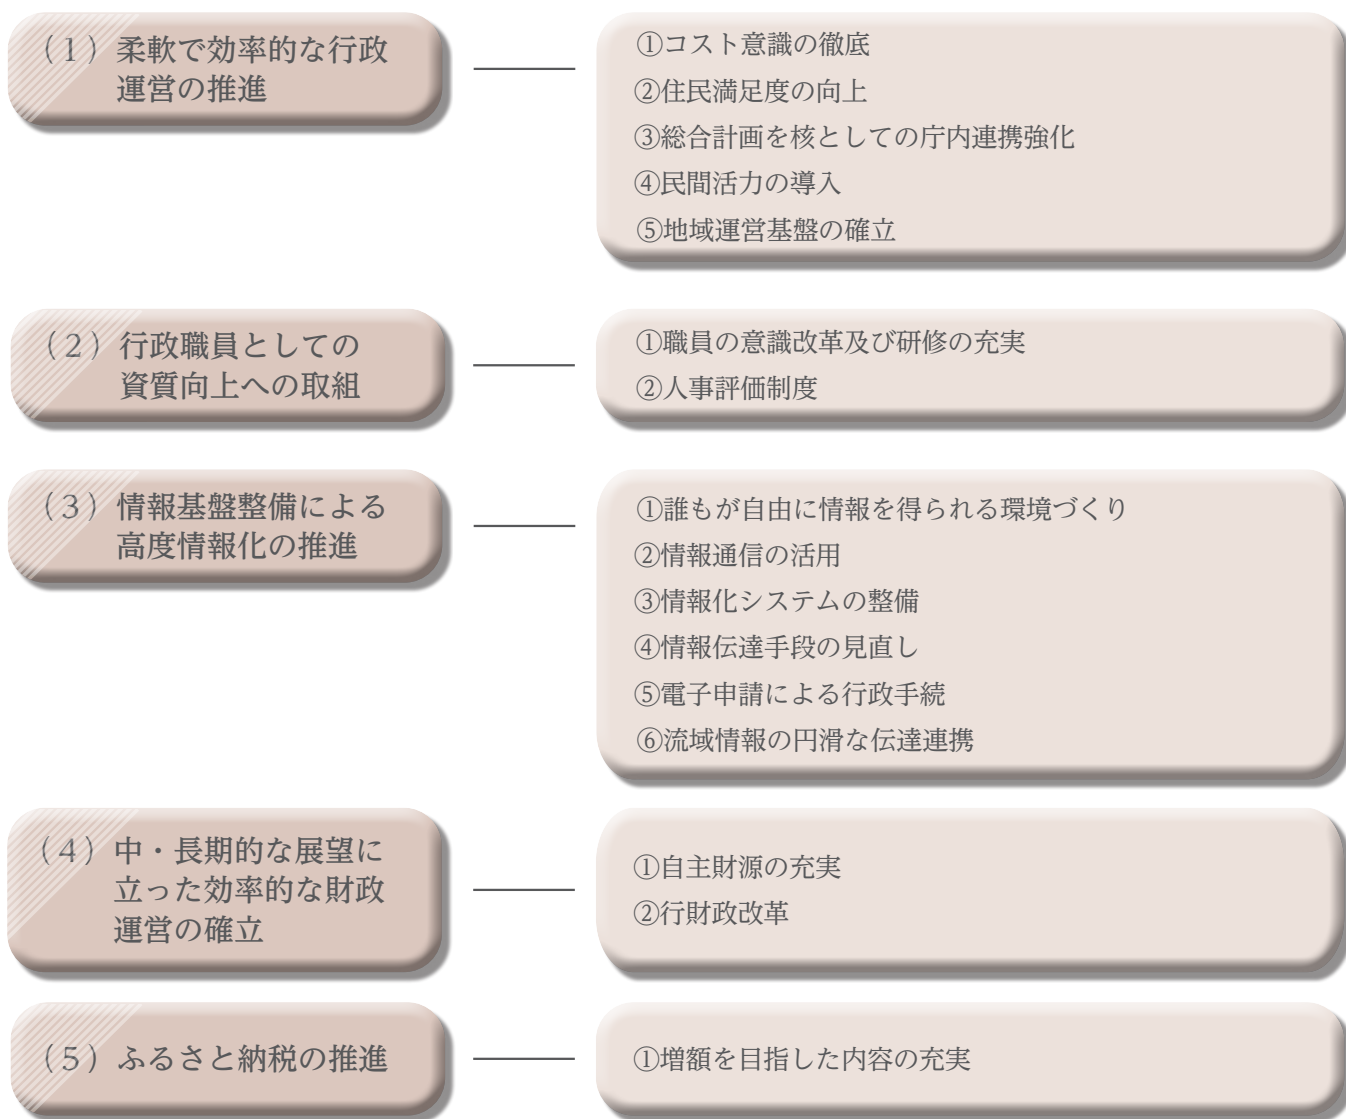 （1）柔軟で効率的な行政
運営の推進
①コスト意識の徹底
②住民満足度の向上
③総合計画を核としての庁内連携強化
④民間活力の導入
⑤地域運営基盤の確立
（2）行政職員としての
資質向上への取組
①職員の意識改革及び研修の充実
②人事評価制度
（3）情報基盤整備による
高度情報化の推進
①誰もが自由に情報を得られる環境づくり
②情報通信の活用
③情報化システムの整備
④情報伝達手段の見直し
⑤電子申請による行政手続
⑥流域情報の円滑な伝達連携
（4）中・長期的な展望に
立った効率的な財政
運営の確立
①自主財源の充実
②行財政改革
（5）ふるさと納税の推進
①増額を目指した内容の充実